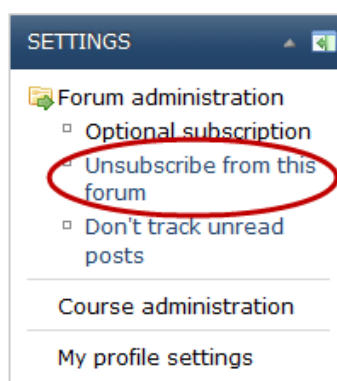 SETTINGS
Forum administration
Optional subscription
Unsubscribe from this
forum
Don't track unread
posts
Course administration
My profile settings